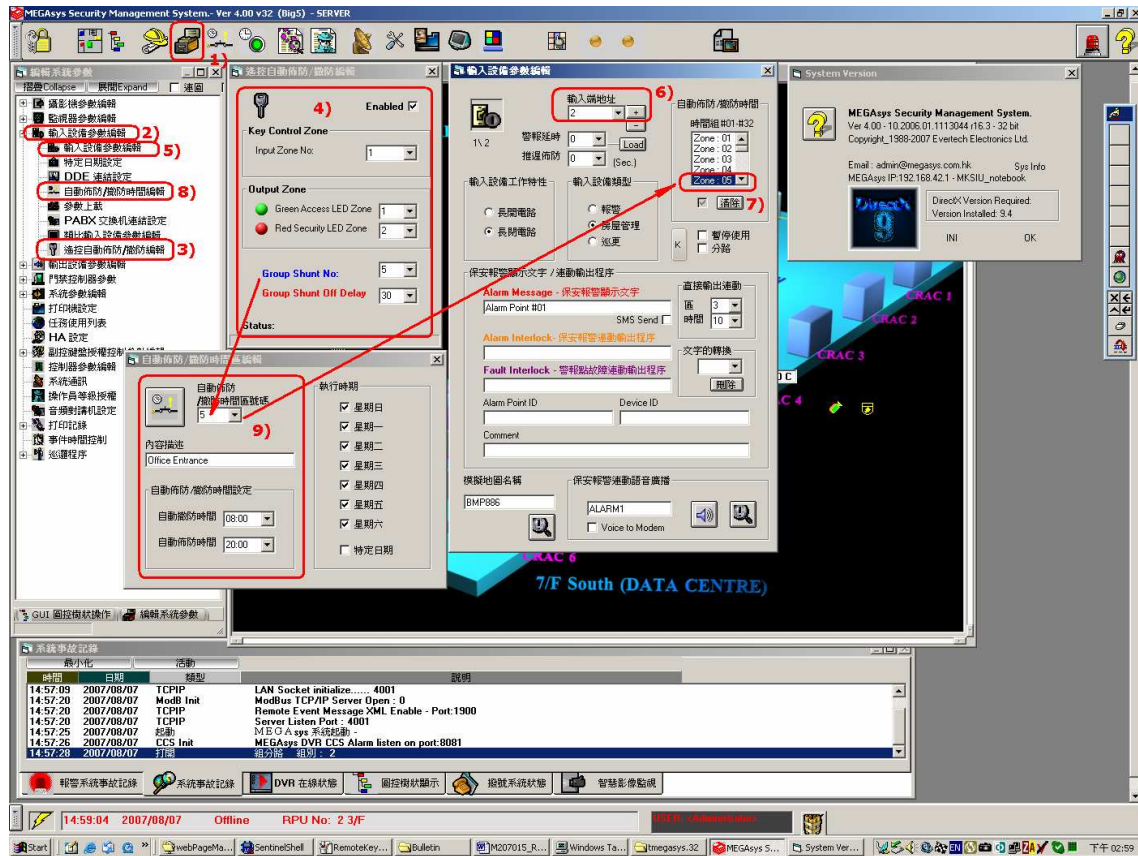 MEGAsys Security Management System.- Ver 4.00 v32 (Big5) - SERVER
1)
編輯系統參數
摺疊Collapse
展開Expand
連圖
攝影機參數編輯
監視器參數編輯
輸入設備參數編輯
2)
輸入設備參數編輯
5)
特定日期設定
DDE 連結設定
自動佈防/撤防時間編輯
8)
參數上載
PABX 交換机連結設定
類比輸入設備參數編輯
遙控自動佈防/撤防編輯
3)
輸出設備參數編輯
門禁控制器參數
系統參數編輯
打印機設定
任務使用列表
HA 設定
控制器參數編輯
系統通訊
操作員等級授權
音頻對講机設定
打印記錄
事件時間控制
巡邏程序
GUI 圖控樹狀操作
編輯系統參數
遙控自動佈防/撤防編輯
4)
Enabled
Key Control Zone
Input Zone No:
1
Output Zone
Green Access LED Zone
1
Red Security LED Zone
2
Group Shunt No:
5
Group Shunt Off Delay
30
Status:
自動佈防/撤防時間區編輯
自動佈防
/撤防時間區號碼
5
9)
內容描述
Office Entrance
自動佈防/撤防時間設定
自動撤防時間
08:00
自動佈防時間
20:00
執行時期
星期日
星期一
星期二
星期三
星期四
星期五
星期六
特定日期
輸入設備參數編輯
1\ 2
輸入端地址
2
+
-
6)
警報延時
0
Load
推遲佈防
0
(Sec.)
自動佈防/撤防時間
時間組#01-#32
Zone : 01
Zone : 02
Zone : 03
Zone : 04
Zone : 05
清除
7)
輸入設備工作特性
長開電路
長閉電路
輸入設備類型
報警
房屋管理
巡更
K
暫停使用
分路
保安報警顯示文字 / 連動輸出程序
Alarm Message - 保安報警顯示文字
Alarm Point #01
SMS Send
Alarm Interlock- 保安報警連動輸出程序
Fault Interlock - 警報點故障連動輸出程序
Alarm Point ID
Device ID
Comment
直接輸出連動
區
3
時間
10
文字的轉換
刪除
模擬地圖名稱
BMP886
保安報警連動語音廣播
ALARM1
Voice to Modem
System Version
MEGAsys Security Management System.
Ver 4.00 - 10.2006.01.1113044 r16.3 - 32 bit
Copyright_1988-2007 Evertech Electronics Ltd.
Email : admin@megasys.com.hk
Sys Info
MEGAsys IP:192.168.42.1 - MKSIU_notebook
DirectX
9
DirectX Version Required:
Version Installed: 9.4
INI
OK
CRAC 1
CRAC 2
CRAC 3
D C
C 4
CRAC 6
7/F South (DATA CENTRE)
系統事故記錄
最小化
活動
時間
日期
類型
說明
14:57:09 2007/08/07 TCPIP LAN Socket initialize...... 4001
14:57:20 2007/08/07 ModB Init ModBus TCP/IP Server Open : 0
14:57:20 2007/08/07 TCPIP Remote Event Message XML Enable - Port:1900
14:57:20 2007/08/07 TCPIP Server Listen Port : 4001
14:57:25 2007/08/07 起動 MEGAsys 系統起動 -
14:57:26 2007/08/07 CCS Init MEGAsys DVR CCS Alarm listen on port:8081
14:57:28 2007/08/07 打開 組分路 組別 : 2
報警系統事故記錄
系統事故記錄
DVR 在線狀態
圖控樹狀顯示
撥號系統狀態
智慧影像監視
14:59:04 2007/08/07 Offline RPU No: 2 3/F
USER: <Administrator>
Start
webPageMa...
SentinelShell
RemoteKey...
Bulletin
M207015_R...
Windows Ta...
tmegasys.32
MEGAsys S...
System Ver...
EN
下午 02:59